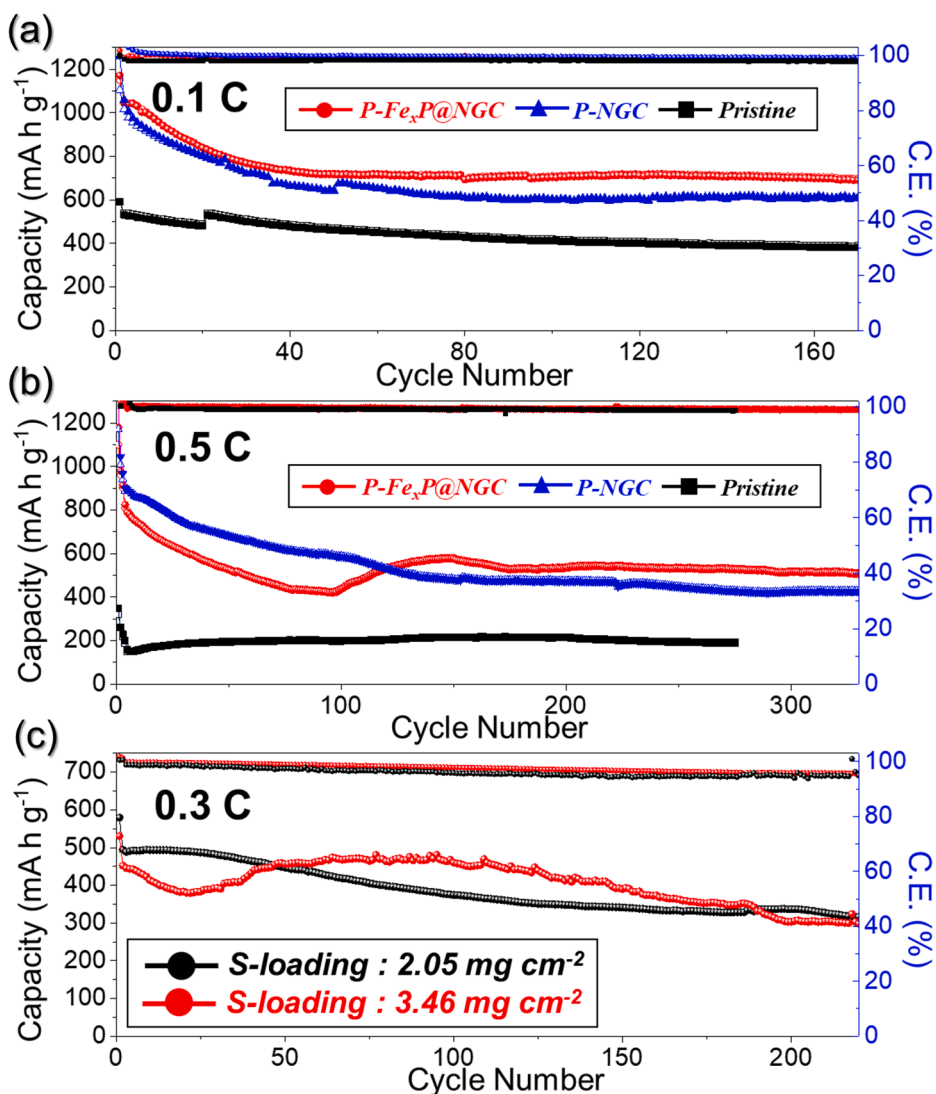 (a)
0.1 C
P-FexP@NGC P-NGC Pristine
Capacity (mA h g-1)
0
200
400
600
800
1000
1200
C.E. (%)
0
20
40
60
80
100
0 40 80 120 160
Cycle Number
(b)
0.5 C
P-FexP@NGC P-NGC Pristine
Capacity (mA h g-1)
0
200
400
600
800
1000
1200
C.E. (%)
0
20
40
60
80
100
0 100 200 300
Cycle Number
(c)
0.3 C
Capacity (mA h g-1)
0
100
200
300
400
500
600
700
C.E. (%)
0
20
40
60
80
100
S-loading : 2.05 mg cm-2
S-loading : 3.46 mg cm-2
0 50 100 150 200
Cycle Number